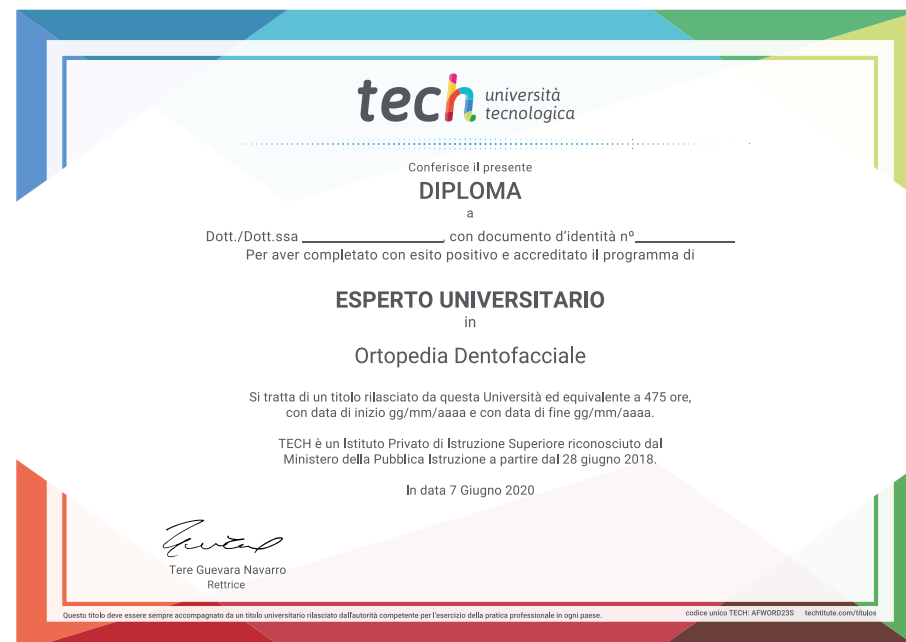 tech università
tecnologica
Conferisce il presente
DIPLOMA
a
Dott./Dott.ssa ____________________, con documento d'identità nº______________
Per aver completato con esito positivo e accreditato il programma di
ESPERTO UNIVERSITARIO
in
Ortopedia Dentofacciale
Si tratta di un titolo rilasciato da questa Università ed equivalente a 475 ore,
con data di inizio gg/mm/aaaa e con data di fine gg/mm/aaaa.
TECH è un Istituto Privato di Istruzione Superiore riconosciuto dal
Ministero della Pubblica Istruzione a partire dal 28 giugno 2018.
In data 7 Giugno 2020
Tere Guevara Navarro
Rettrice
Questo titolo deve essere sempre accompagnato da un titolo universitario rilasciato dall'autorità competente per l'esercizio della pratica professionale in ogni paese.
codice unico TECH: AFWORD23S techtitute.com/titulos